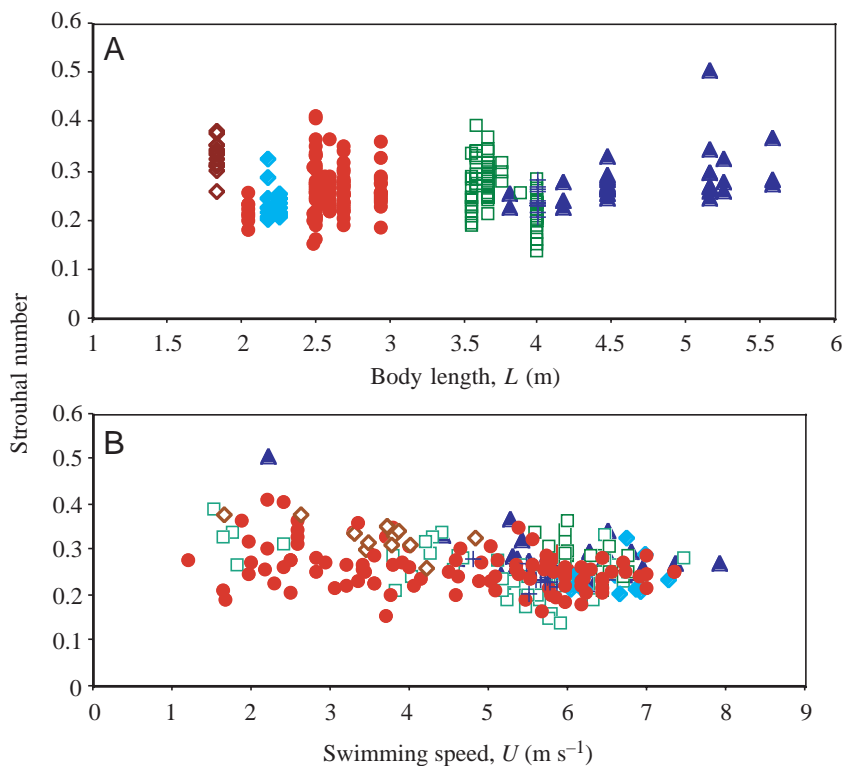 0.6
A
0.5
0.4
0.3
0.2
0.1
0
1 1.5 2 2.5 3 3.5 4 4.5 5 5.5 6
Body length, L (m)
Strouhal number
0.6
B
0.5
0.4
0.3
0.2
0.1
0
0 1 2 3 4 5 6 7 8 9
Swimming speed, U (m s⁻¹)